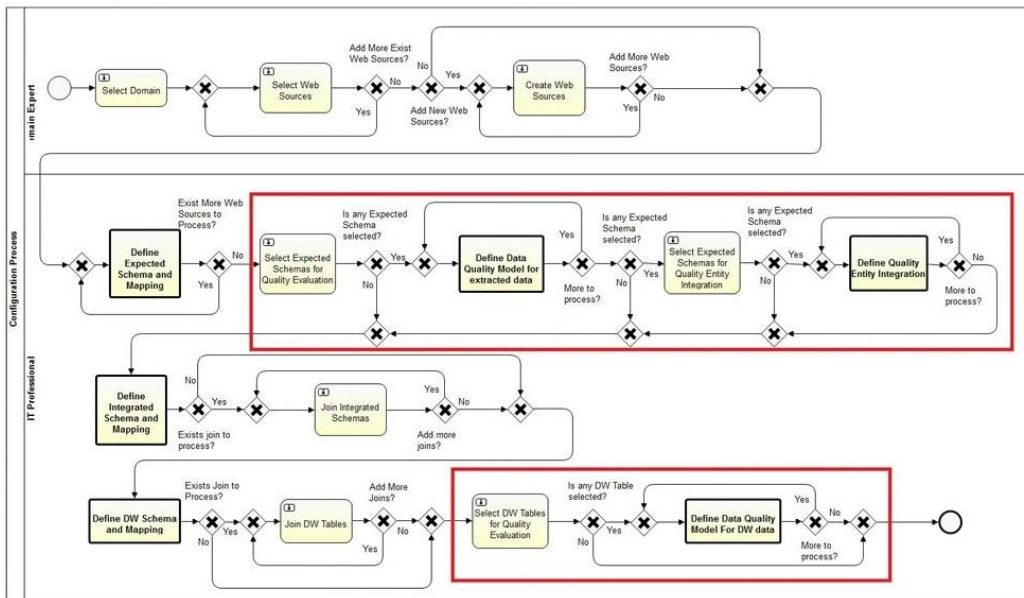 Configuration Process
main Expert
Select Domain
Select Web
Sources
Add More Exist
Web Sources?
No
Yes
No
Yes
Add New Web
Sources?
Create Web
Sources
Add More Web
Sources?
Yes
No
IT Professional
Define
Expected
Schema and
Mapping
Exist More Web
Sources to
Process?
No
Yes
Select Expected
Schemas for
Quality Evaluation
Is any Expected
Schema
selected?
Yes
No
Define Data
Quality Model for
extracted data
Yes
More to
process?
Is any Expected
Schema
selected?
Yes
No
Select Expected
Schemas for
Quality Entity
Integration
Is any Expected
Schema
selected?
Yes
No
Define Quality
Entity Integration
Yes
No
More to
process?
Define
Integrated
Schema and
Mapping
No
Yes
Exists join to
process?
Join Integrated
Schemas
Yes
No
Add more
joins?
Define DW Schema
and Mapping
Exists Join to
Process?
Yes
No
Join DW Tables
Add More
Joins?
No
Yes
Select DW Tables
for Quality
Evaluation
Is any DW Table
selected?
Yes
No
Define Data Quality
Model For DW data
Yes
No
More to
process?